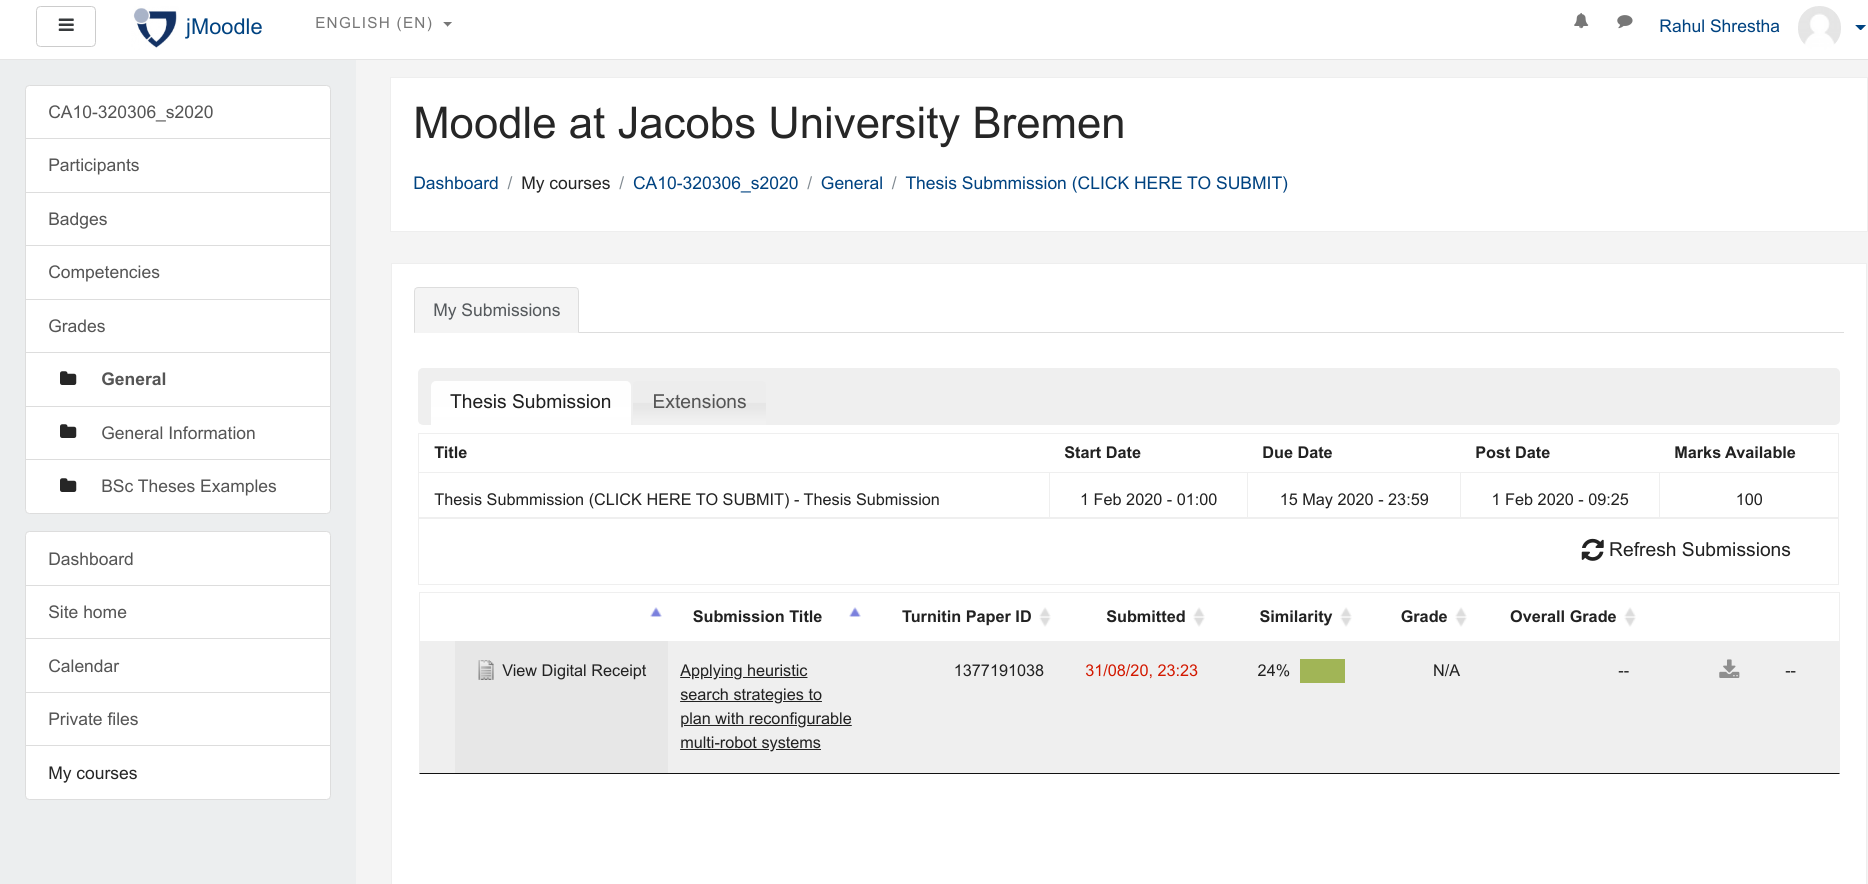 jMoodle
ENGLISH (EN)
Rahul Shrestha
CA10-320306_s2020
Participants
Badges
Competencies
Grades
General
General Information
BSc Theses Examples
Dashboard
Site home
Calendar
Private files
My courses
Moodle at Jacobs University Bremen
Dashboard / My courses / CA10-320306_s2020 / General / Thesis Submmission (CLICK HERE TO SUBMIT)
My Submissions
Thesis Submission Extensions
Title Start Date Due Date Post Date Marks Available
Thesis Submmission (CLICK HERE TO SUBMIT) - Thesis Submission 1 Feb 2020 - 01:00 15 May 2020 - 23:59 1 Feb 2020 - 09:25 100
Refresh Submissions
Submission Title Turnitin Paper ID Submitted Similarity Grade Overall Grade
View Digital Receipt Applying heuristic 1377191038 31/08/20, 23:23 24% N/A -- --
search strategies to
plan with reconfigurable
multi-robot systems